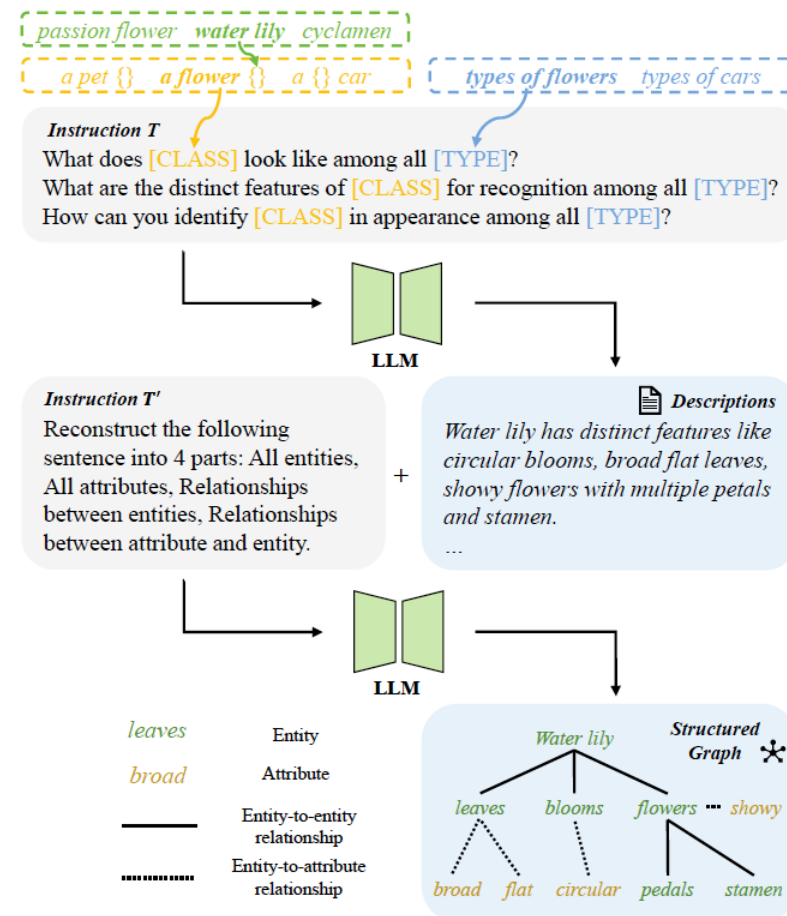 passion flower water lily cyclamen
a pet {} a flower {} a {} car
types of flowers types of cars
Instruction T
What does [CLASS] look like among all [TYPE]?
What are the distinct features of [CLASS] for recognition among all [TYPE]?
How can you identify [CLASS] in appearance among all [TYPE]?
LLM
Instruction T'
Reconstruct the following
sentence into 4 parts: All entities,
All attributes, Relationships
between entities, Relationships
between attribute and entity.
+
Descriptions
Water lily has distinct features like
circular blooms, broad flat leaves,
showy flowers with multiple petals
and stamen.
...
LLM
leaves Entity
broad Attribute
Entity-to-entity
relationship
Entity-to-attribute
relationship
Structured
Graph
Water lily
leaves blooms flowers showy
broad flat circular pedals stamen